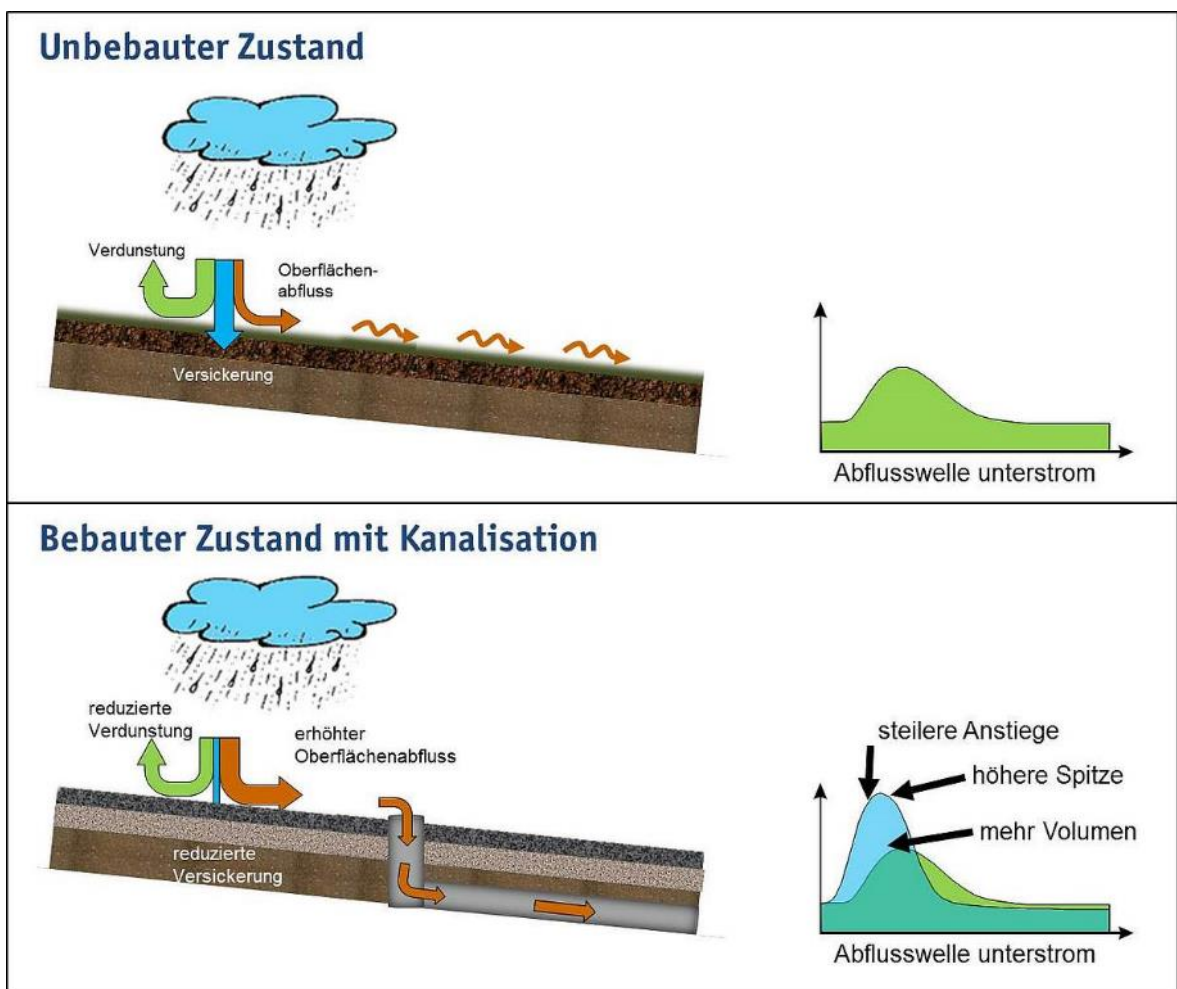 Unbebauter Zustand
Verdunstung
Oberflächen-
abfluss
Versickerung
Abflusswelle unterstrom
Bebauter Zustand mit Kanalisation
reduzierte
Verdunstung
erhöhter
Oberflächenabfluss
reduzierte
Versickerung
steilere Anstiege
höhere Spitze
mehr Volumen
Abflusswelle unterstrom